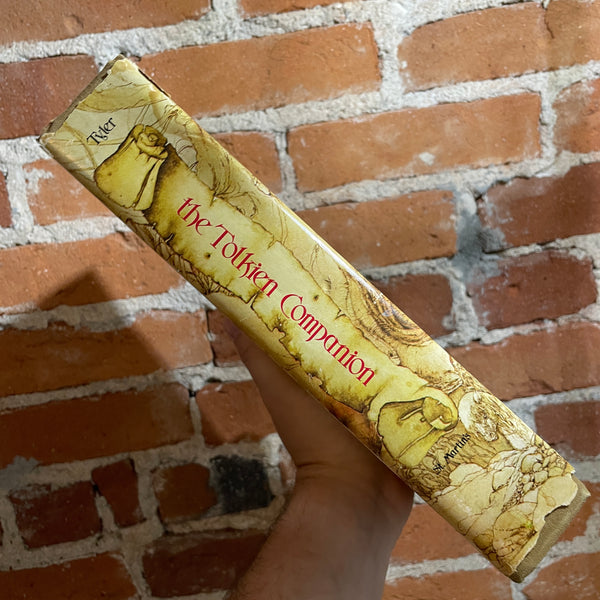 Tyler
the Tolkien Companion
St. Martin's